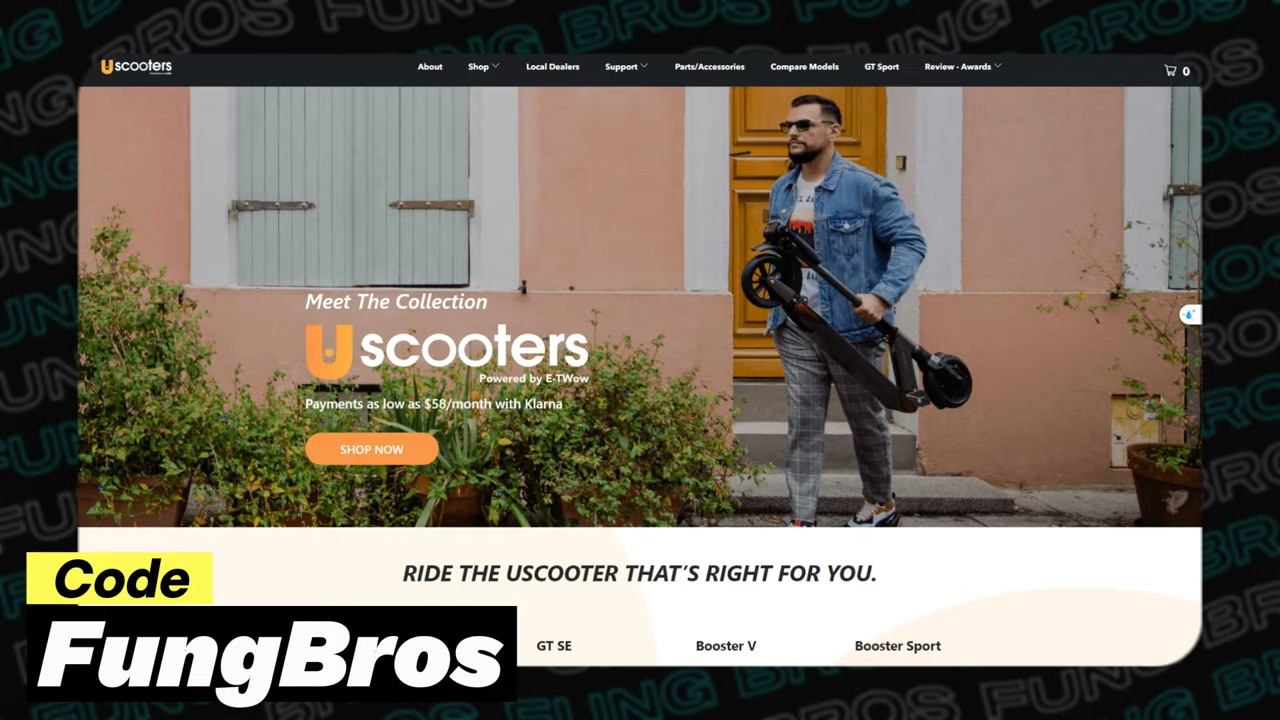 Uscooters
About
Shop
Local Dealers
Support
Parts/Accessories
Compare Models
GT Sport
Review - Awards
0
Meet The Collection
Uscooters
Powered by E-TWow
Payments as low as $58/month with Klarna
SHOP NOW
RIDE THE USCOOTER THAT'S RIGHT FOR YOU.
GT SE
Booster V
Booster Sport
Code
FungBros